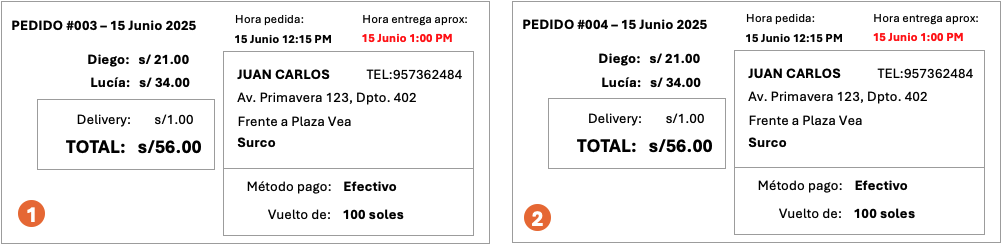 PEDIDO #003 – 15 Junio 2025
Hora pedida:
15 Junio 12:15 PM
Hora entrega aprox:
15 Junio 1:00 PM
Diego: s/ 21.00
Lucía: s/ 34.00
Delivery: s/1.00
TOTAL: s/56.00
JUAN CARLOS TEL:957362484
Av. Primavera 123, Dpto. 402
Frente a Plaza Vea
Surco
Método pago: Efectivo
Vuelto de: 100 soles
1
PEDIDO #004 – 15 Junio 2025
Hora pedida:
15 Junio 12:15 PM
Hora entrega aprox:
15 Junio 1:00 PM
Diego: s/ 21.00
Lucía: s/ 34.00
Delivery: s/1.00
TOTAL: s/56.00
JUAN CARLOS TEL:957362484
Av. Primavera 123, Dpto. 402
Frente a Plaza Vea
Surco
Método pago: Efectivo
Vuelto de: 100 soles
2